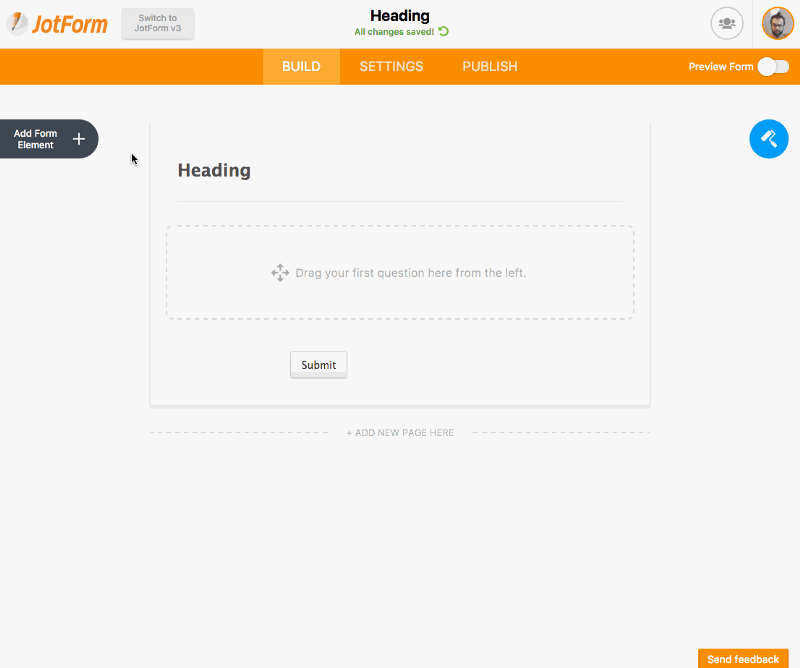 JotForm
Switch to
JotForm v3
Heading
All changes saved!
BUILD
SETTINGS
PUBLISH
Preview Form
Add Form
Element
Heading
Drag your first question here from the left.
Submit
+ ADD NEW PAGE HERE
Send feedback